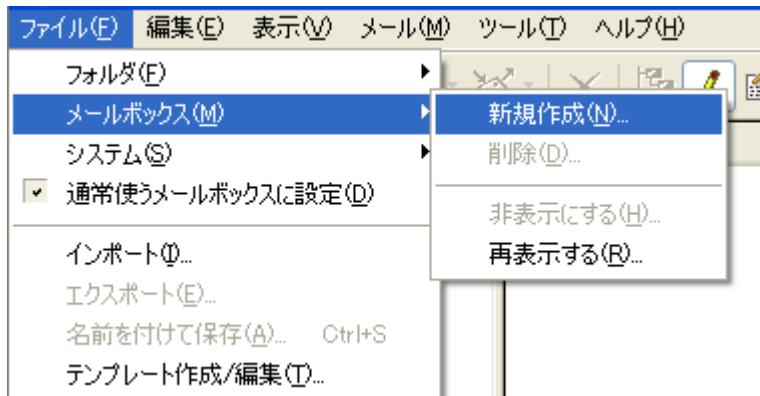 ファイル(F) 編集(E) 表示(V) メール(M) ツール(T) ヘルプ(H)
フォルダ(F)
メールボックス(M)
システム(S)
通常使うメールボックスに設定(D)
インポート(I)...
エクスポート(E)...
名前を付けて保存(A)... Ctrl+S
テンプレート作成/編集(T)...
新規作成(N)...
削除(D)...
非表示にする(H)...
再表示する(R)...